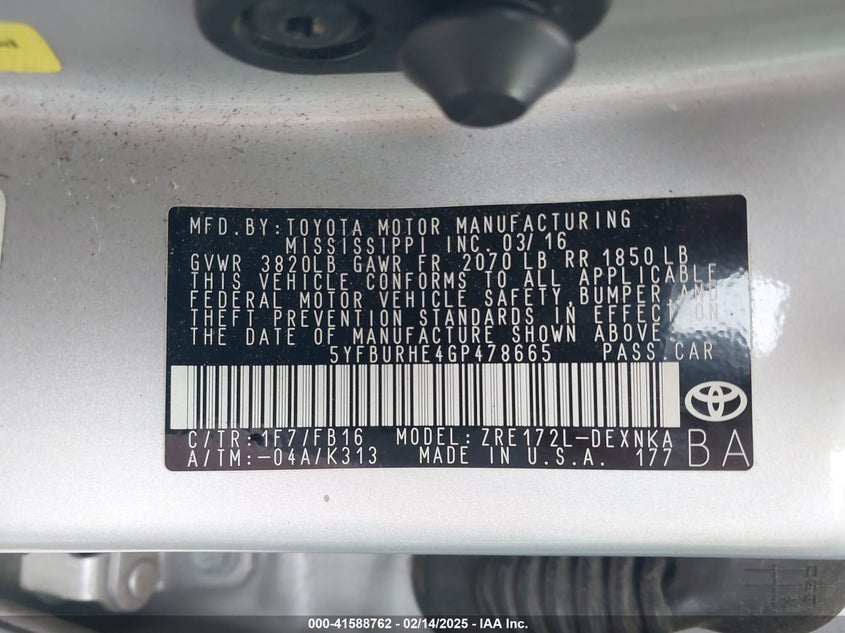 MFD. BY: TOYOTA MOTOR MANUFACTURING
MISSISSIPPI INC. 03/16
GVWR 3820LB GAWR FR 2070 LB RR 1850 LB
THIS VEHICLE CONFORMS TO ALL APPLICABLE
FEDERAL MOTOR VEHICLE SAFETY, BUMPER AND
THEFT PREVENTION STANDARDS IN EFFECT ON
THE DATE OF MANUFACTURE SHOWN ABOVE.
5YFBURHE4GP478665 PASS. CAR
C/TR: 1F7/FB16 MODEL: ZRE172L-DEXNKA
A/TM: -04A/K313 MADE IN U.S.A. 177
BA
000-41588762 - 02/14/2025 - IAA Inc.